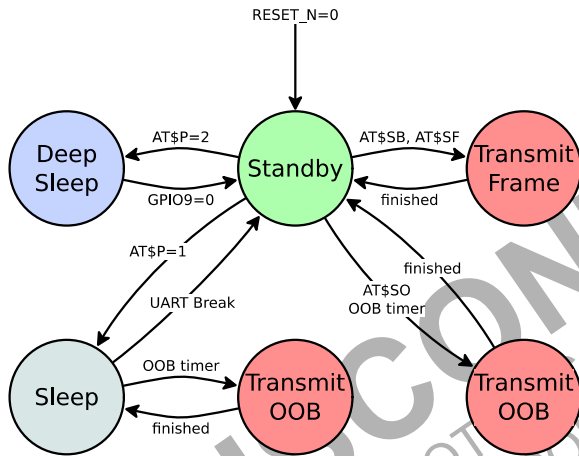 RESET_N=0
AT$P=2
AT$SB, AT$SF
Deep
Sleep
Standby
Transmit
Frame
GPIO9=0
finished
AT$P=1
finished
UART Break
AT$SO
OOB timer
OOB timer
Sleep
Transmit
OOB
Transmit
OOB
finished